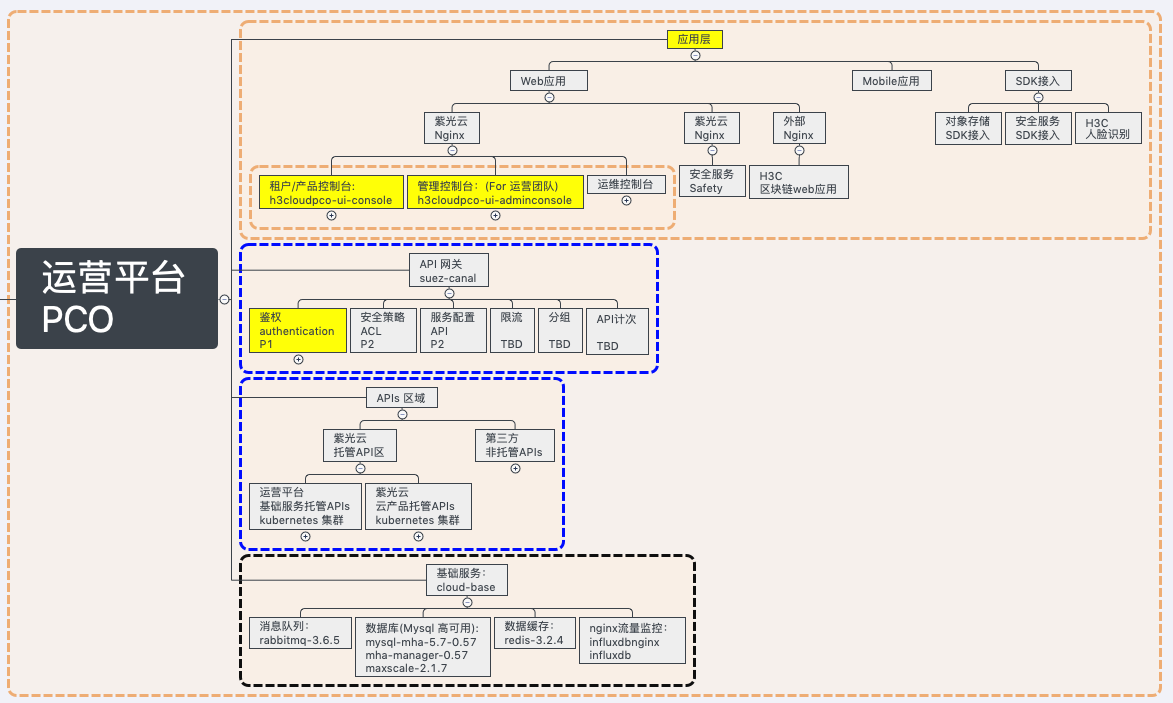 运营平台
PCO
应用层
Web应用
Mobile应用
SDK接入
紫光云
Nginx
紫光云
Nginx
外部
Nginx
对象存储
SDK接入
安全服务
SDK接入
H3C
人脸识别
租户/产品控制台:
h3cloudpco-ui-console
管理控制台：(For 运营团队)
h3cloudpco-ui-adminconsole
运维控制台
安全服务
Safety
H3C
区块链web应用
API 网关
suez-canal
鉴权
authentication
P1
安全策略
ACL
P2
服务配置
API
P2
限流
TBD
分组
TBD
API计次
TBD
APIs 区域
紫光云
托管API区
第三方
非托管APIs
运营平台
基础服务托管APIs
kubernetes 集群
紫光云
云产品托管APIs
kubernetes 集群
基础服务：
cloud-base
消息队列：
rabbitmq-3.6.5
数据库(Mysql 高可用):
mysql-mha-5.7-0.57
mha-manager-0.57
maxscale-2.1.7
数据缓存：
redis-3.2.4
nginx流量监控：
influxdbnginx
influxdb